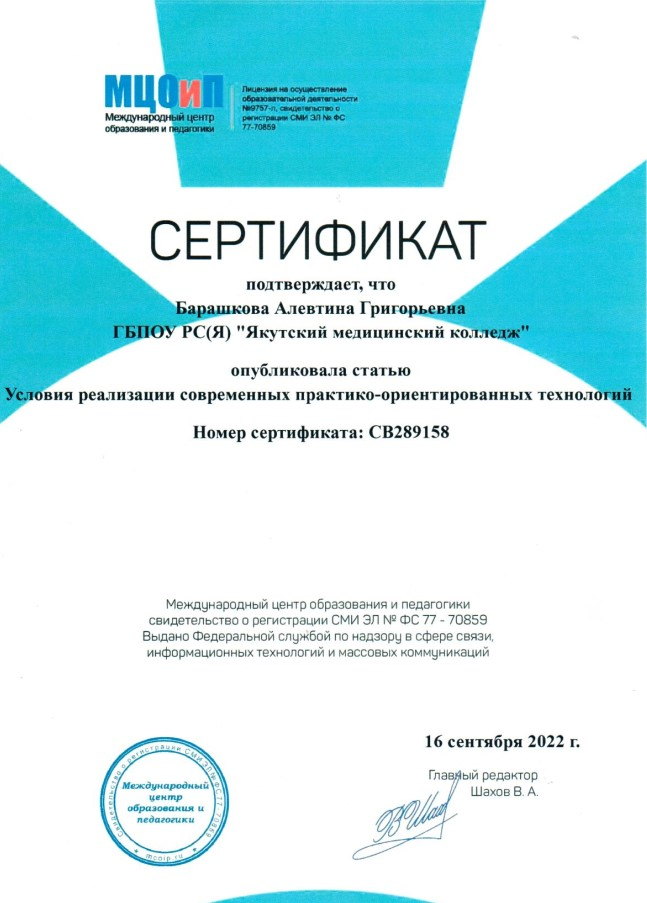 МЦОиП
Международный центр
образования и педагогики
Лицензия на осуществление
образовательной деятельности
№9757-л, свидетельство о
регистрации СМИ ЭЛ № ФС
77-70859
СЕРТИФИКАТ
подтверждает, что
Барашкова Алевтина Григорьевна
ГБПОУ РС(Я) "Якутский медицинский колледж"
опубликовала статью
Условия реализации современных практико-ориентированных технологий
Номер сертификата: СВ289158
Международный центр образования и педагогики
свидетельство о регистрации СМИ ЭЛ № ФС 77 - 70859
Выдано Федеральной службой по надзору в сфере связи,
информационных технологий и массовых коммуникаций
16 сентября 2022 г.
Главный редактор
Шахов В. А.
Свидетельство о регистрации СМИ ЭЛ № ФС 77 - 70859
Международный
центр
образования и
педагогики
mcoip.ru